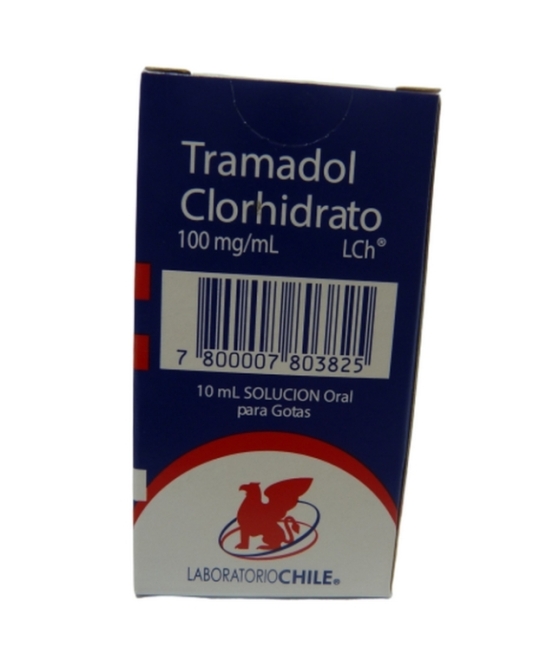 Tramadol
Clorhidrato
100 mg/mL LCh®
7 800007 803825
10 mL SOLUCION Oral
para Gotas
LABORATORIOCHILE®